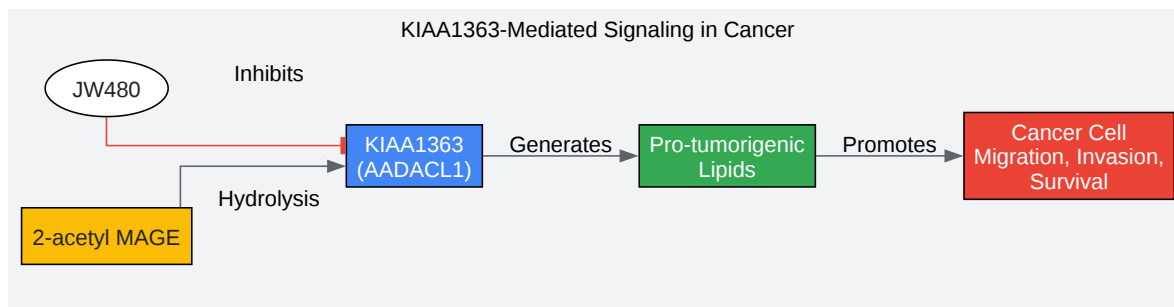 KIAA1363-Mediated Signaling in Cancer
JW480
Inhibits
KIAA1363
(AADACL1)
Generates
Pro-tumorigenic
Lipids
Promotes
Cancer Cell
Migration, Invasion,
Survival
Hydrolysis
2-acetyl MAGE